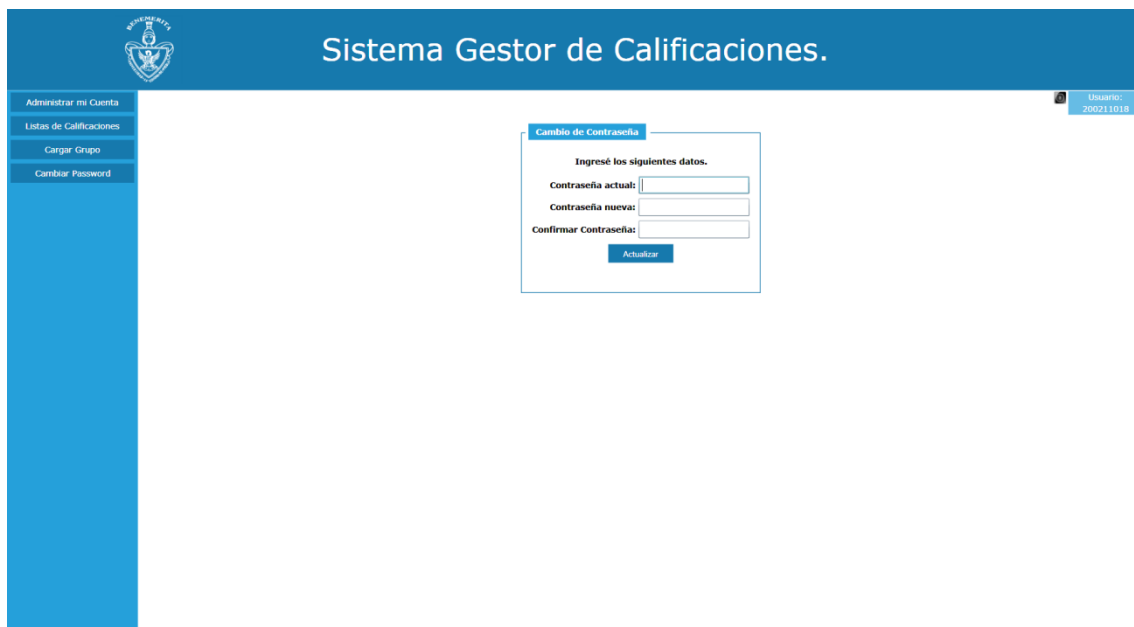 BENEMERITA
Sistema Gestor de Calificaciones.
Administrar mi Cuenta
Listas de Calificaciones
Cargar Grupo
Cambiar Password
Usuario:
200211018
Cambio de Contraseña
Ingresé los siguientes datos.
Contraseña actual:
Contraseña nueva:
Confirmar Contraseña:
Actualizar